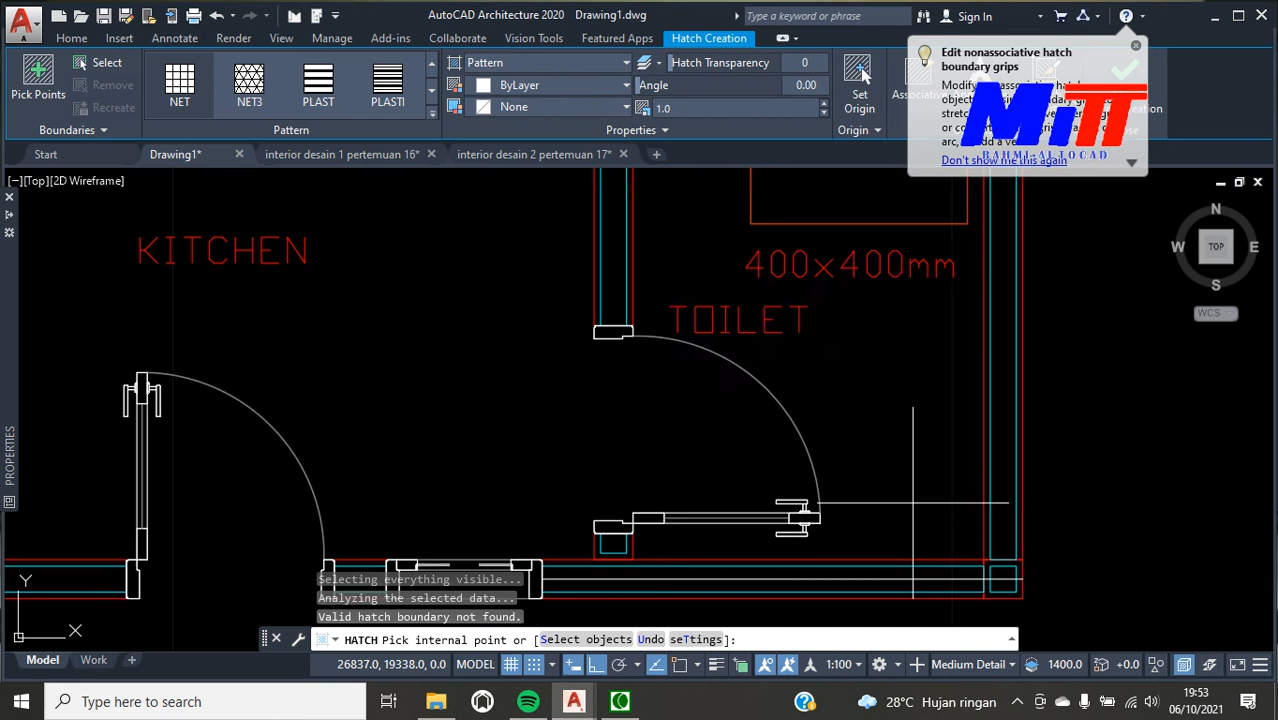 AutoCAD Architecture 2020   Drawing1.dwg
Type a keyword or phrase
Sign In
Home Insert Annotate Render View Manage Add-ins Collaborate Vision Tools Featured Apps Hatch Creation
Pick Points
Select
Remove
Recreate
Boundaries
NET
NET3
PLAST
PLASTI
Pattern
Pattern
ByLayer
None
Hatch Transparency 0
Angle 0.00
1.0
Properties
Set
Origin
Origin
Edit nonassociative hatch
boundary grips
MiTT
RAHMI-AUTOCAD
Don't show me this again
Start
Drawing1*
interior desain 1 pertemuan 16*
interior desain 2 pertemuan 17*
[−][Top][2D Wireframe]
N
W TOP E
S
WCS
KITCHEN
400x400mm
TOILET
PROPERTIES
Y
X
Selecting everything visible...
Analyzing the selected data...
Valid hatch boundary not found.
HATCH Pick internal point or [Select objects Undo seTtings]:
Model Work
26837.0, 19338.0, 0.0 MODEL
1:100
Medium Detail
1400.0
+0.0
Type here to search
28°C Hujan ringan
19:53
06/10/2021